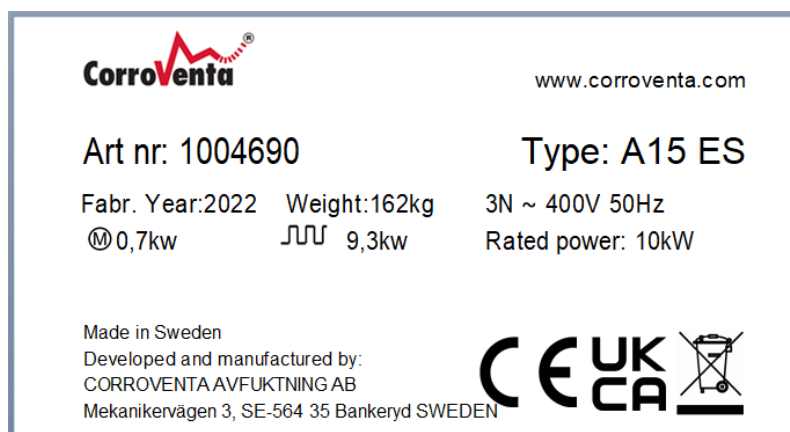 CorroVenta®
www.corroventa.com
Art nr: 1004690 Type: A15 ES
Fabr. Year:2022 Weight:162kg 3N ~ 400V 50Hz
Ⓜ 0,7kw 9,3kw Rated power: 10kW
Made in Sweden
Developed and manufactured by:
CORROVENTA AVFUKTNING AB
Mekanikervägen 3, SE-564 35 Bankeryd SWEDEN
CE UK
CA